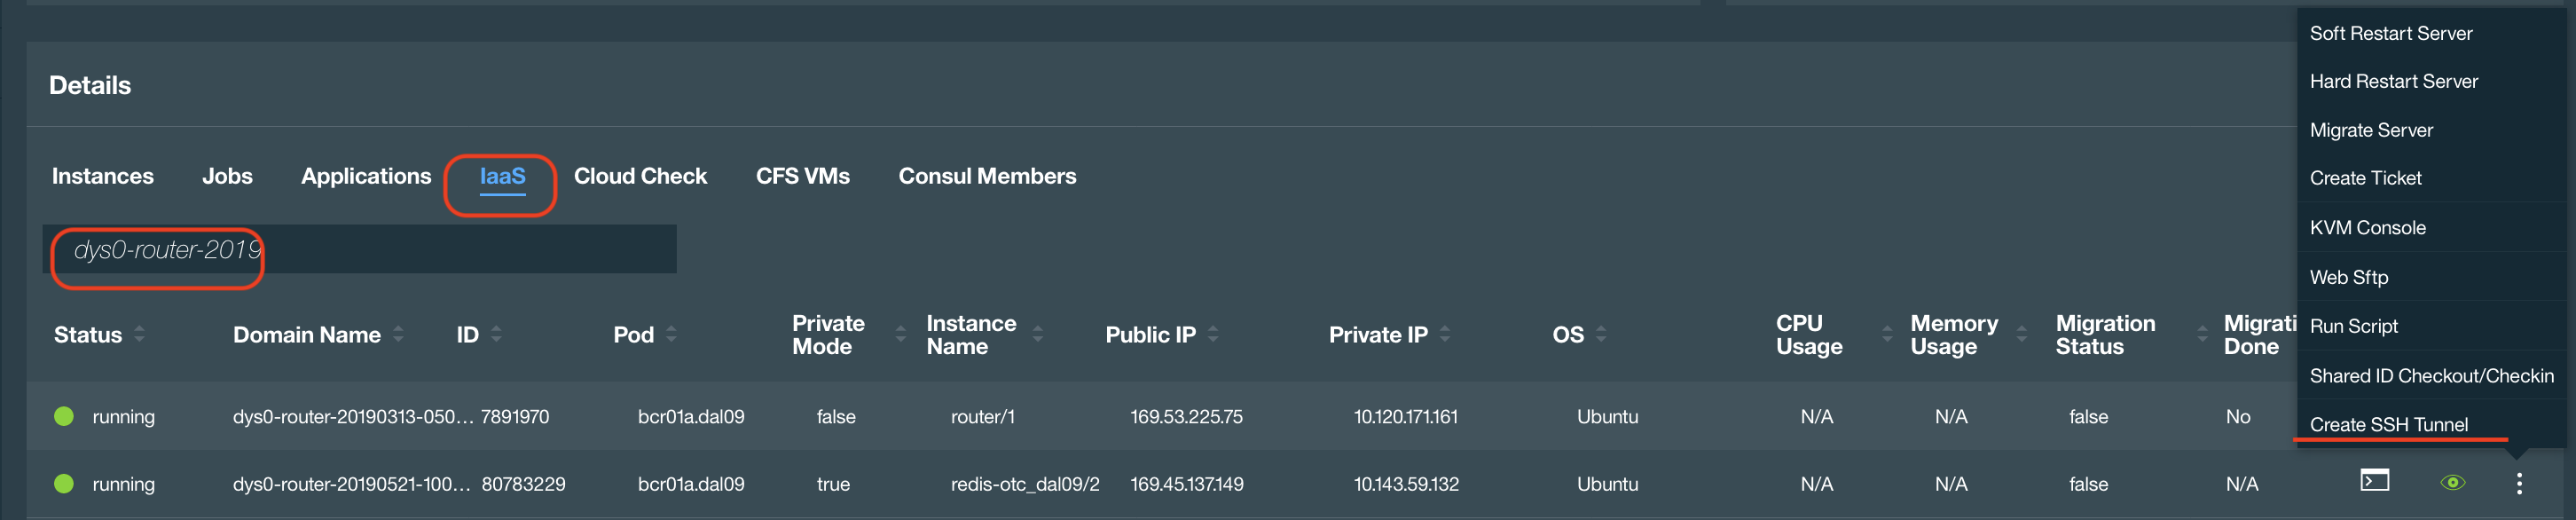 Details
Instances Jobs Applications IaaS Cloud Check CFS VMs Consul Members
dys0-router-2019
Status Domain Name ID Pod Private Mode Instance Name Public IP Private IP OS CPU Usage Memory Usage Migration Status Migrati Done
running dys0-router-20190313-050... 7891970 bcr01a.dal09 false router/1 169.53.225.75 10.120.171.161 Ubuntu N/A N/A false No
running dys0-router-20190521-100... 80783229 bcr01a.dal09 true redis-otc_dal09/2 169.45.137.149 10.143.59.132 Ubuntu N/A N/A false N/A
Soft Restart Server
Hard Restart Server
Migrate Server
Create Ticket
KVM Console
Web Sftp
Run Script
Shared ID Checkout/Checkin
Create SSH Tunnel